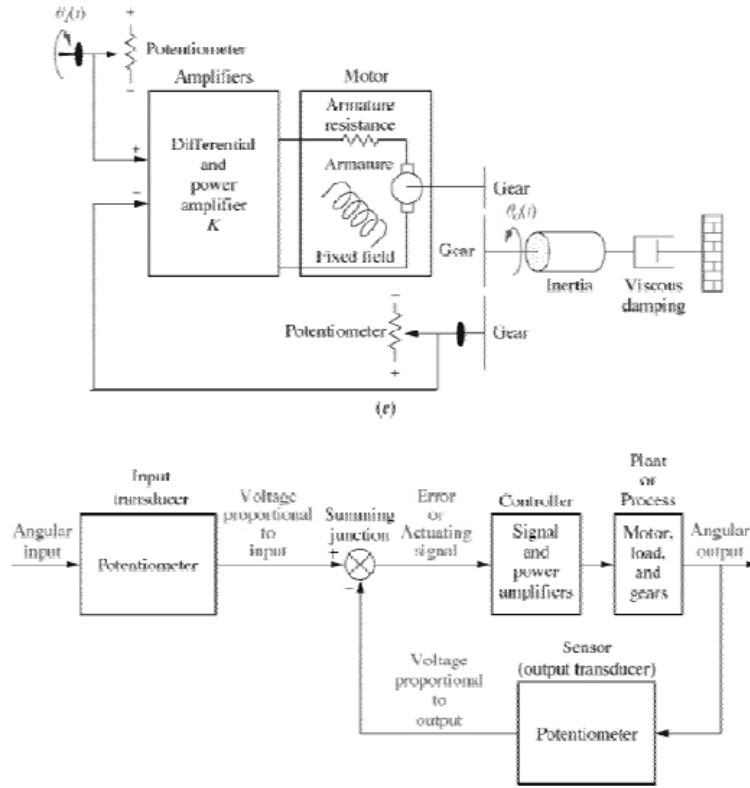 θi(t)
+
Potentiometer
−
Amplifiers
Motor
Armature
resistance
+
Differential
and
power
amplifier
K
−
Armature
Fixed field
Gear
θo(t)
Gear
Inertia
Viscous
damping
−
Potentiometer
+
Gear
Input
transducer
Voltage
proportional
to
input
Summing
junction
Error
or
Actuating
signal
Controller
Plant
or
Process
Angular
input
Potentiometer
+
−
Signal
and
power
amplifiers
Motor,
load,
and
gears
Angular
output
Voltage
proportional
to
output
Sensor
(output transducer)
Potentiometer